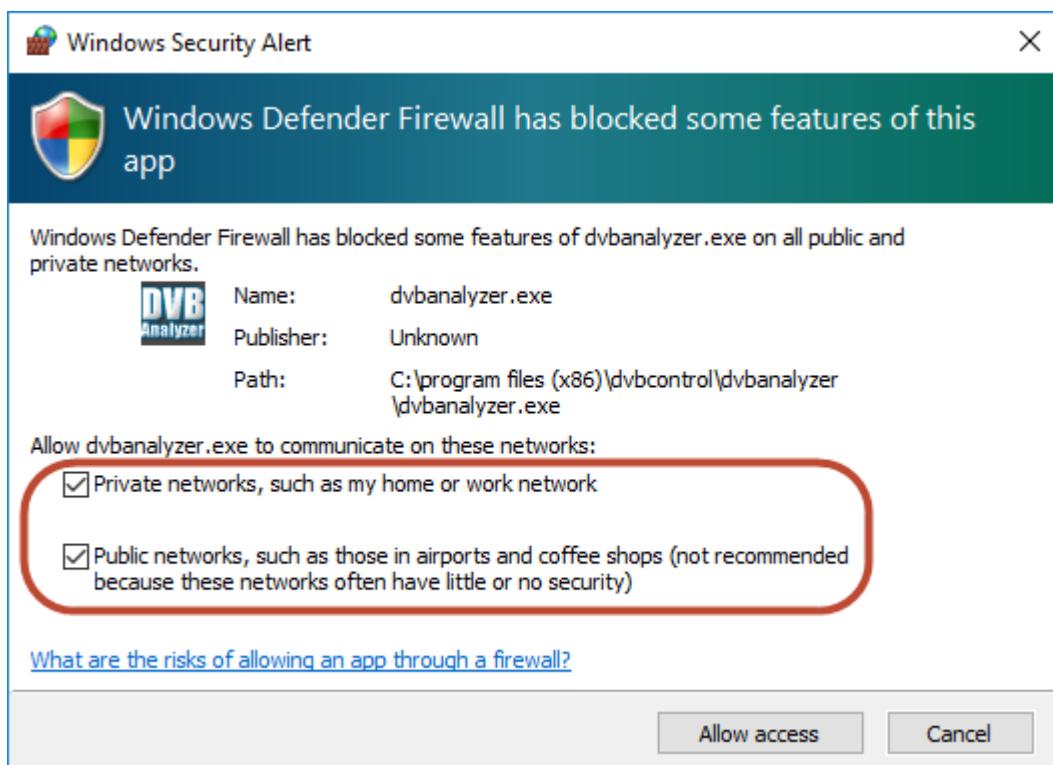 Windows Security Alert
Windows Defender Firewall has blocked some features of this
app
Windows Defender Firewall has blocked some features of dvbanalyzer.exe on all public and
private networks.
DVB
Analyzer
Name: dvbanalyzer.exe
Publisher: Unknown
Path: C:\program files (x86)\dvbcontrol\dvbanalyzer
\dvbanalyzer.exe
Allow dvbanalyzer.exe to communicate on these networks:
Private networks, such as my home or work network
Public networks, such as those in airports and coffee shops (not recommended
because these networks often have little or no security)
What are the risks of allowing an app through a firewall?
Allow access Cancel